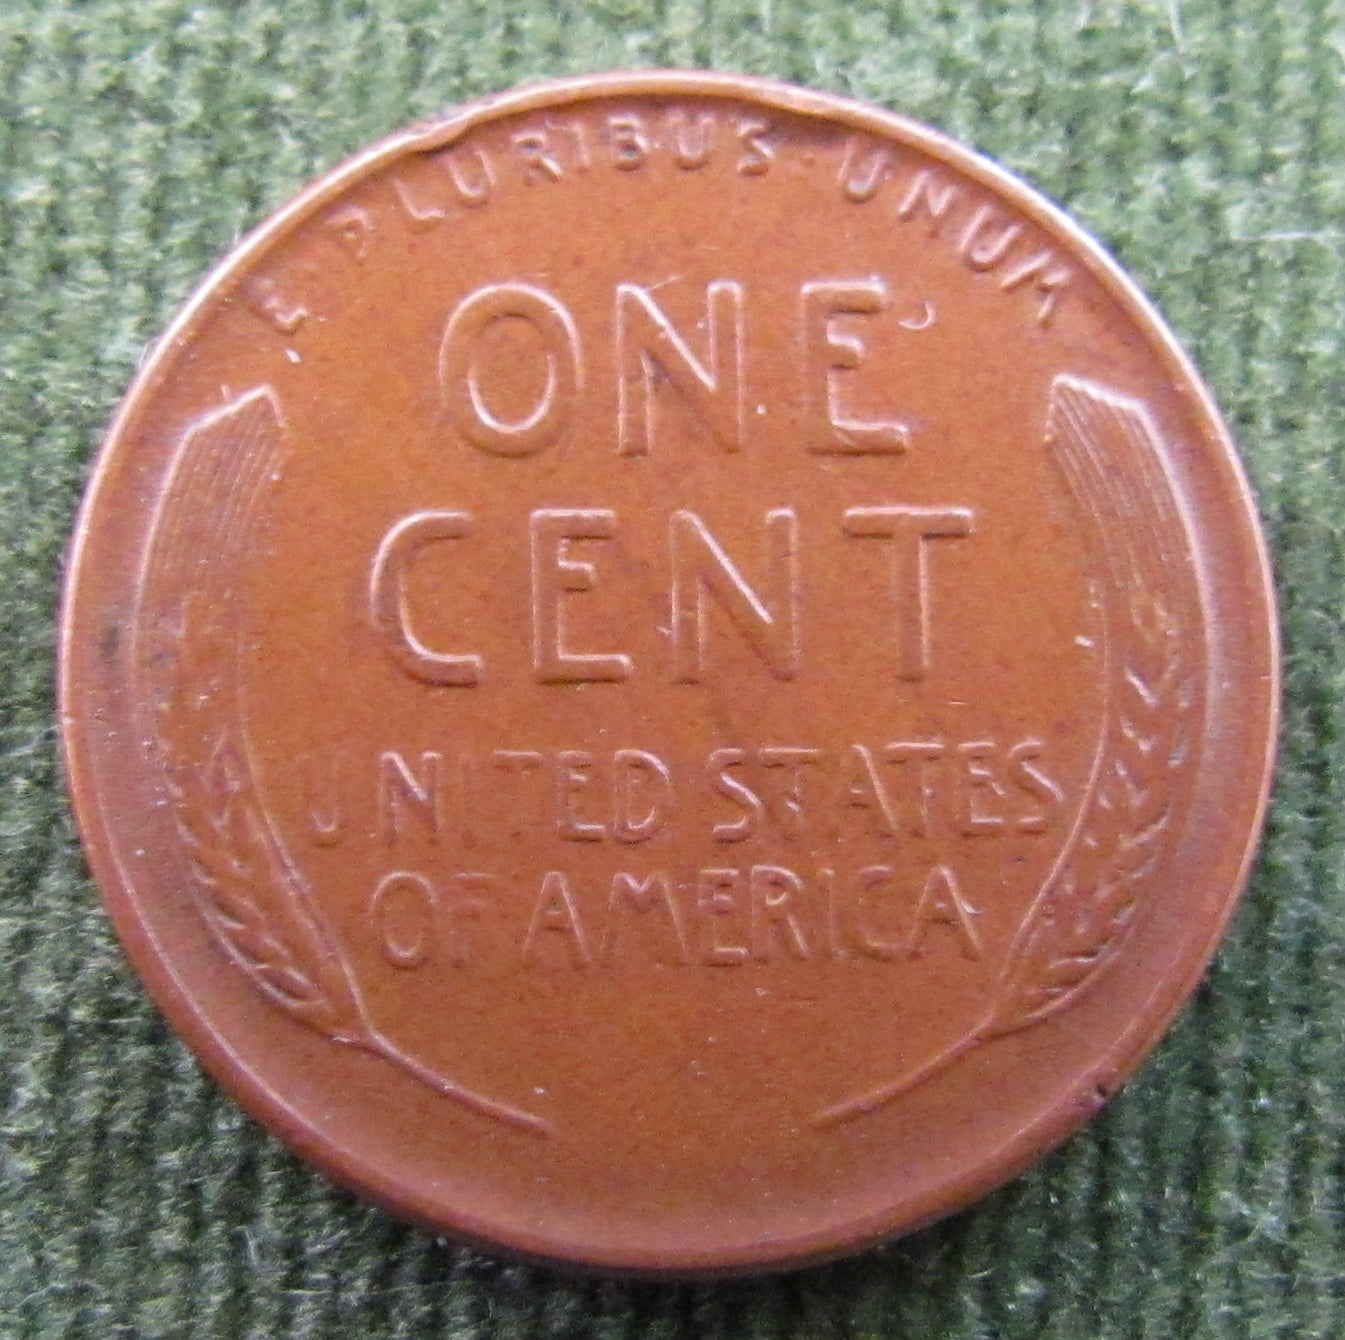 E · PLURIBUS · UNUM
ONE
CENT
UNITED STATES
OF AMERICA